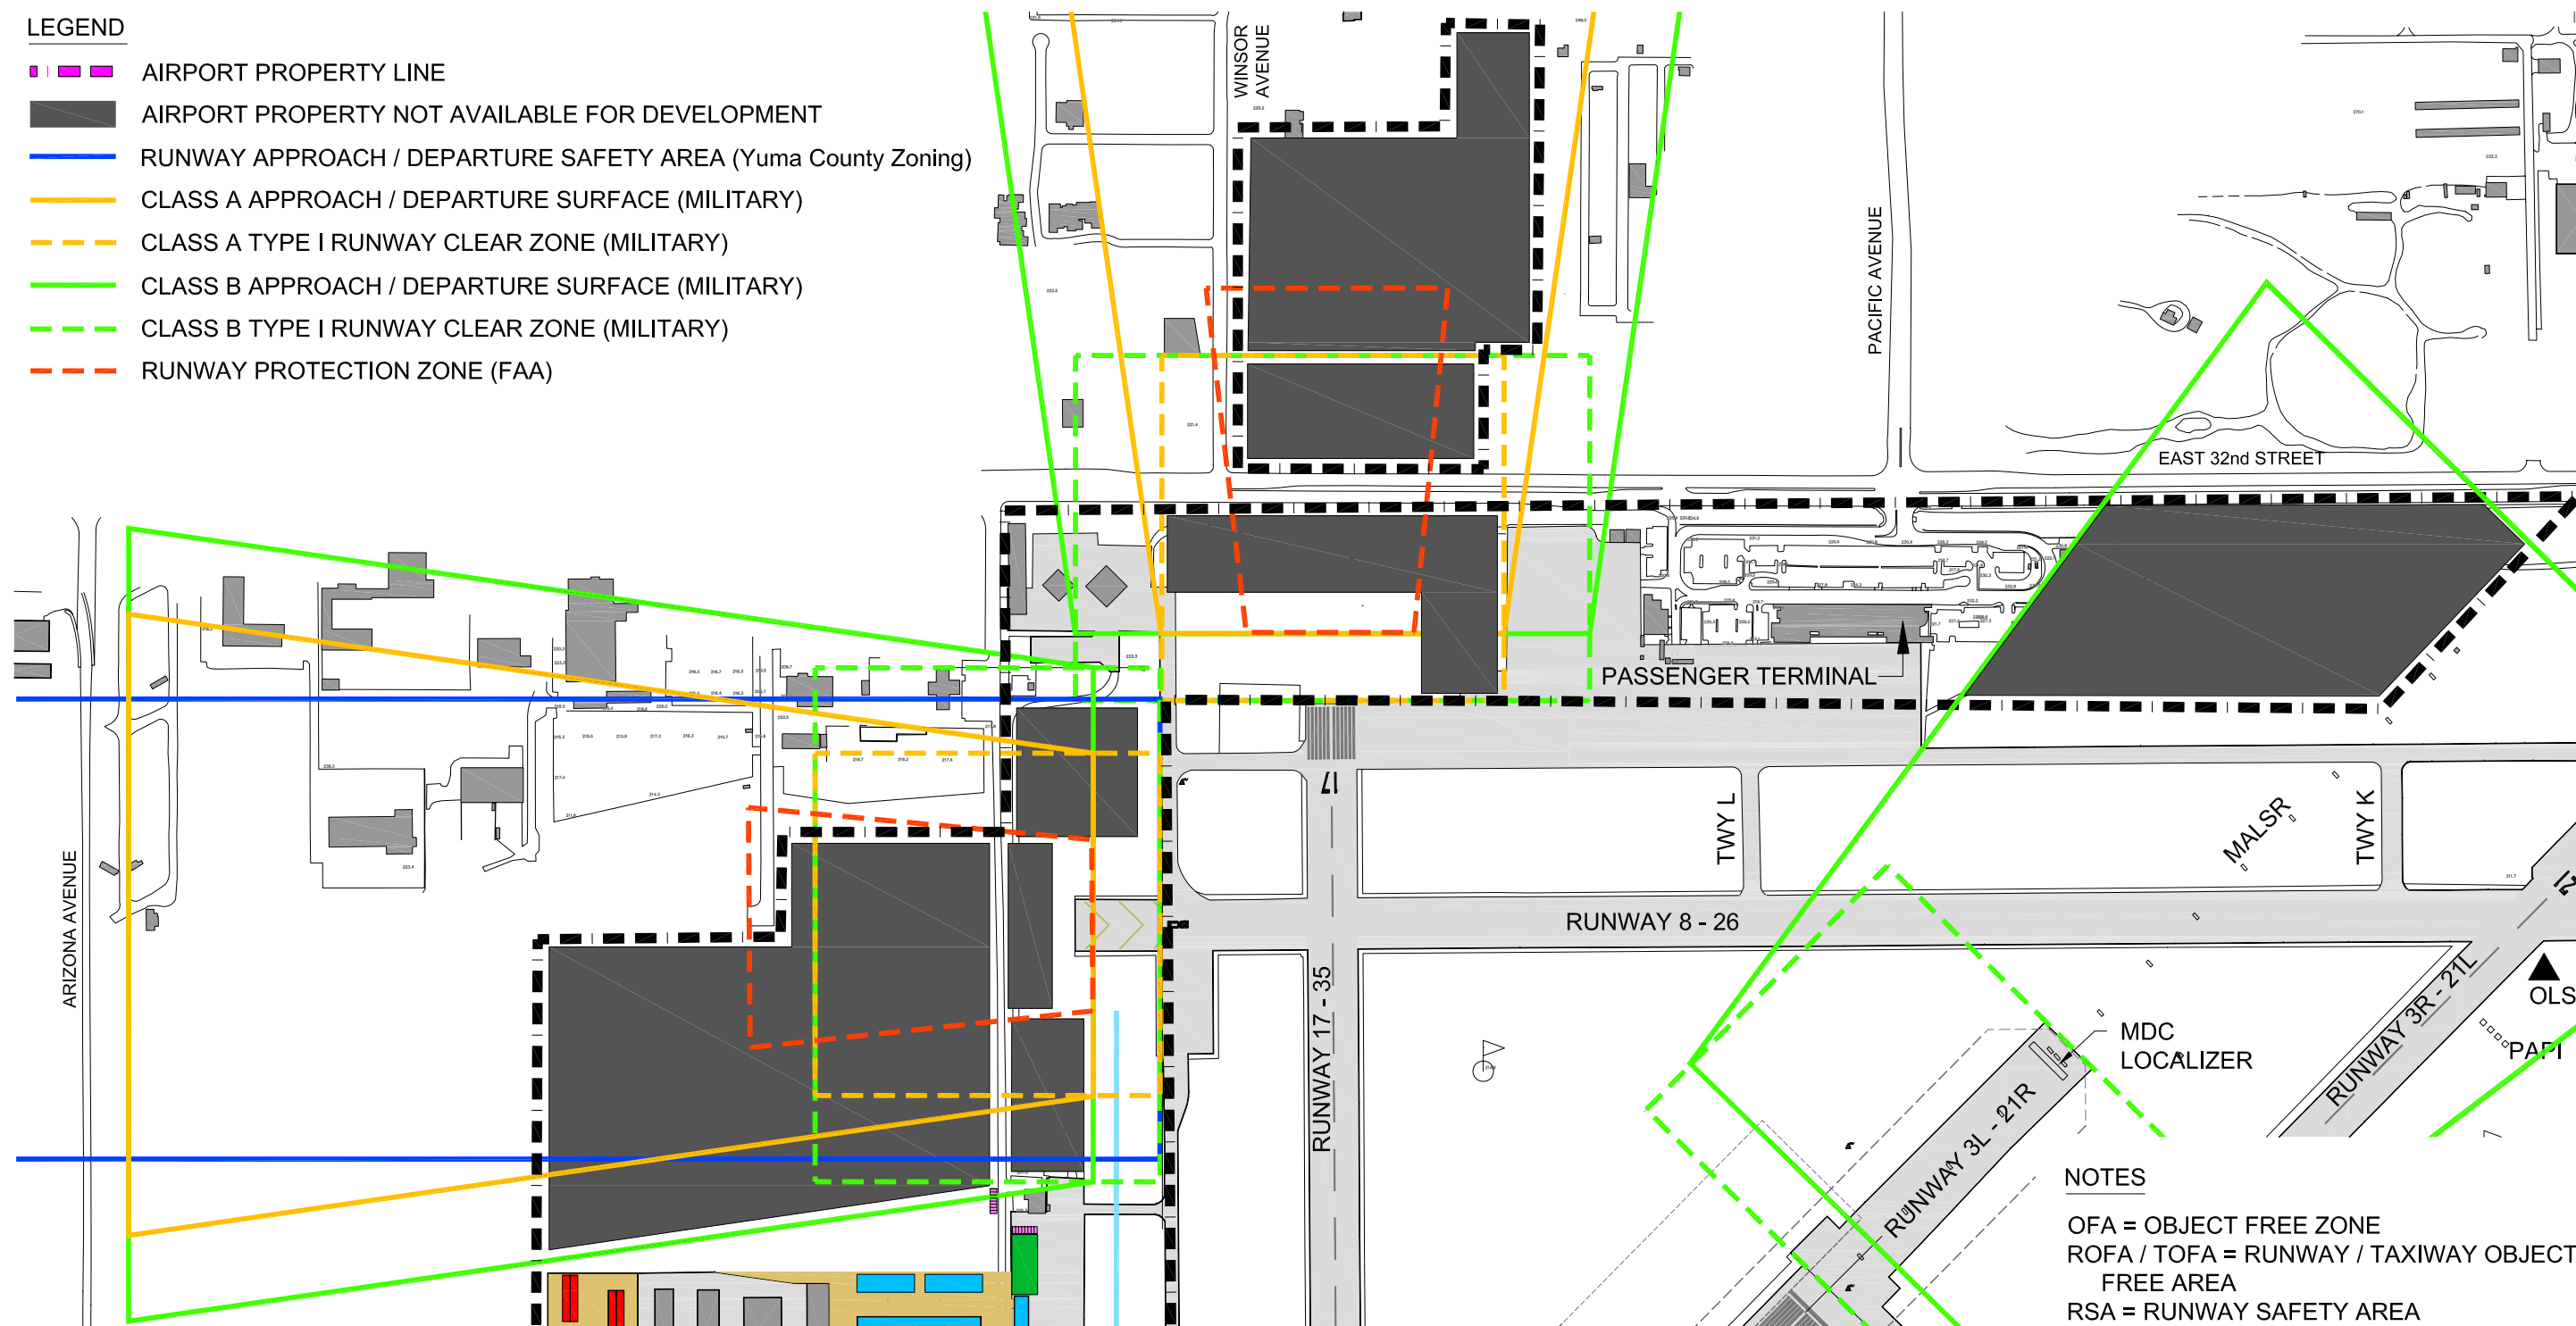 LEGEND
AIRPORT PROPERTY LINE
AIRPORT PROPERTY NOT AVAILABLE FOR DEVELOPMENT
RUNWAY APPROACH / DEPARTURE SAFETY AREA (Yuma County Zoning)
CLASS A APPROACH / DEPARTURE SURFACE (MILITARY)
CLASS A TYPE I RUNWAY CLEAR ZONE (MILITARY)
CLASS B APPROACH / DEPARTURE SURFACE (MILITARY)
CLASS B TYPE I RUNWAY CLEAR ZONE (MILITARY)
RUNWAY PROTECTION ZONE (FAA)
WINSOR
AVENUE
PACIFIC AVENUE
EAST 32nd STREET
PASSENGER TERMINAL
ARIZONA AVENUE
17
TWY L
MALSR
TWY K
21
RUNWAY 8 - 26
RUNWAY 17 - 35
RUNWAY 3R - 21L
OLS
PAPI
MDC
LOCALIZER
RUNWAY 3L - 21R
NOTES
OFA = OBJECT FREE ZONE
ROFA / TOFA = RUNWAY / TAXIWAY OBJECT
FREE AREA
RSA = RUNWAY SAFETY AREA